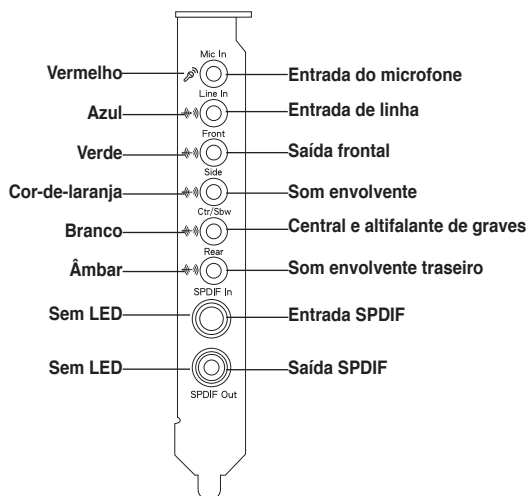 Mic In
Vermelho Entrada do microfone
Line In
Azul Entrada de linha
Front
Verde Saída frontal
Side
Cor-de-laranja Som envolvente
Ctr/Sbw
Branco Central e altifalante de graves
Rear
Âmbar Som envolvente traseiro
SPDIF In
Sem LED Entrada SPDIF
Sem LED Saída SPDIF
SPDIF Out